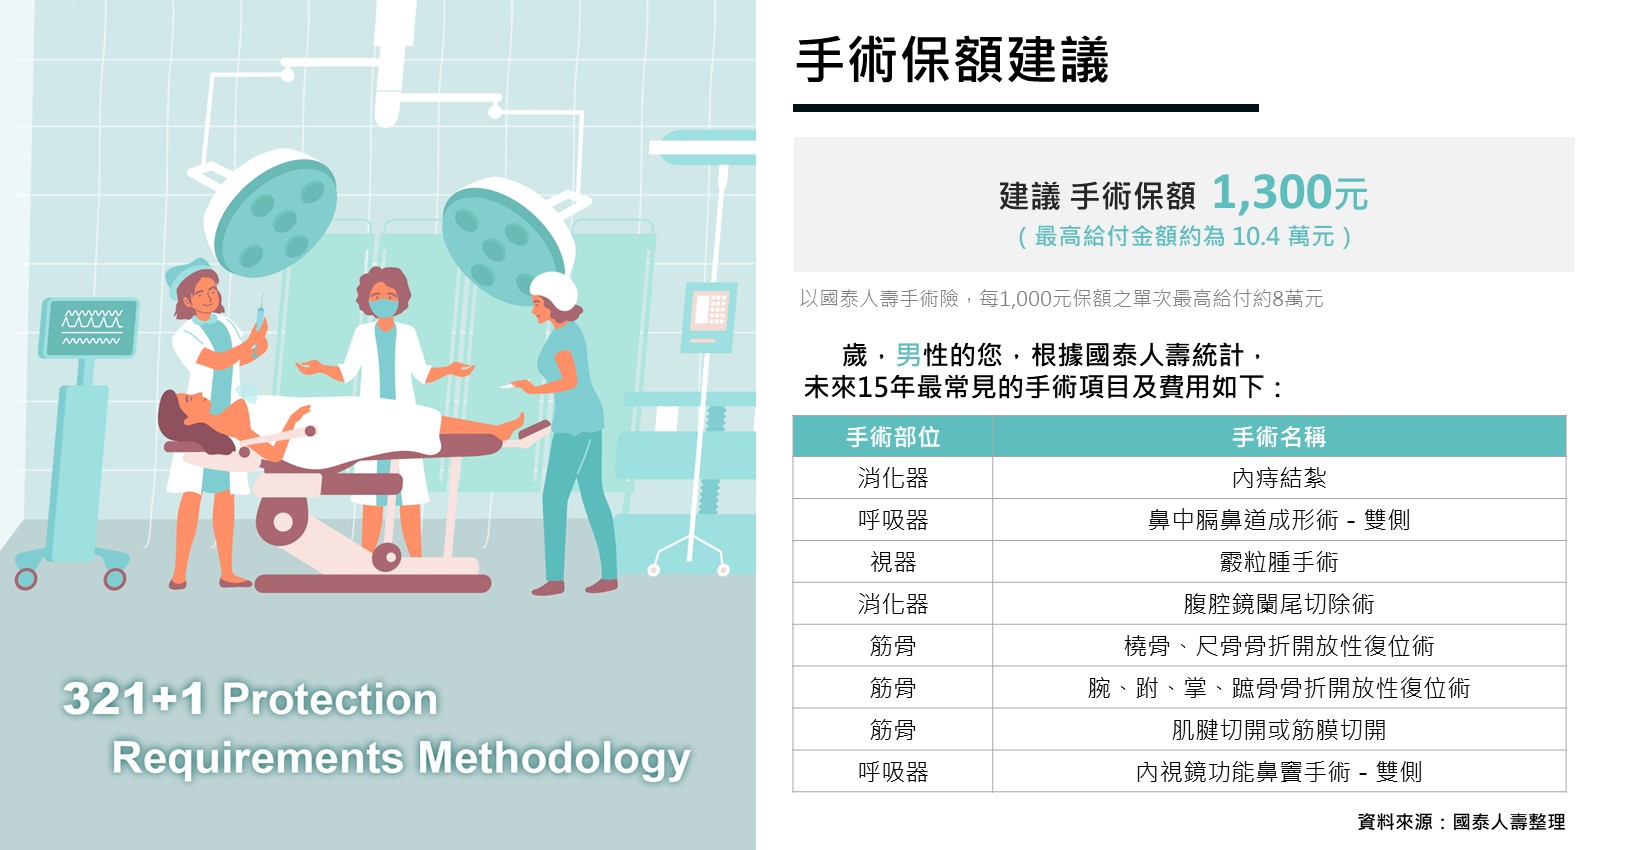 321+1 Protection
Requirements Methodology
手術保額建議
建議 手術保額 1,300元
( 最高給付金額約為 10.4 萬元 )
以國泰人壽手術險，每1,000元保額之單次最高給付約8萬元
歲，男性的您，根據國泰人壽統計，
未來15年最常見的手術項目及費用如下：
手術部位 手術名稱
消化器 內痔結紮
呼吸器 鼻中膈鼻道成形術 - 雙側
視器 霰粒腫手術
消化器 腹腔鏡闌尾切除術
筋骨 橈骨、尺骨骨折開放性復位術
筋骨 腕、跗、掌、蹠骨骨折開放性復位術
筋骨 肌腱切開或筋膜切開
呼吸器 內視鏡功能鼻竇手術 - 雙側
資料來源：國泰人壽整理